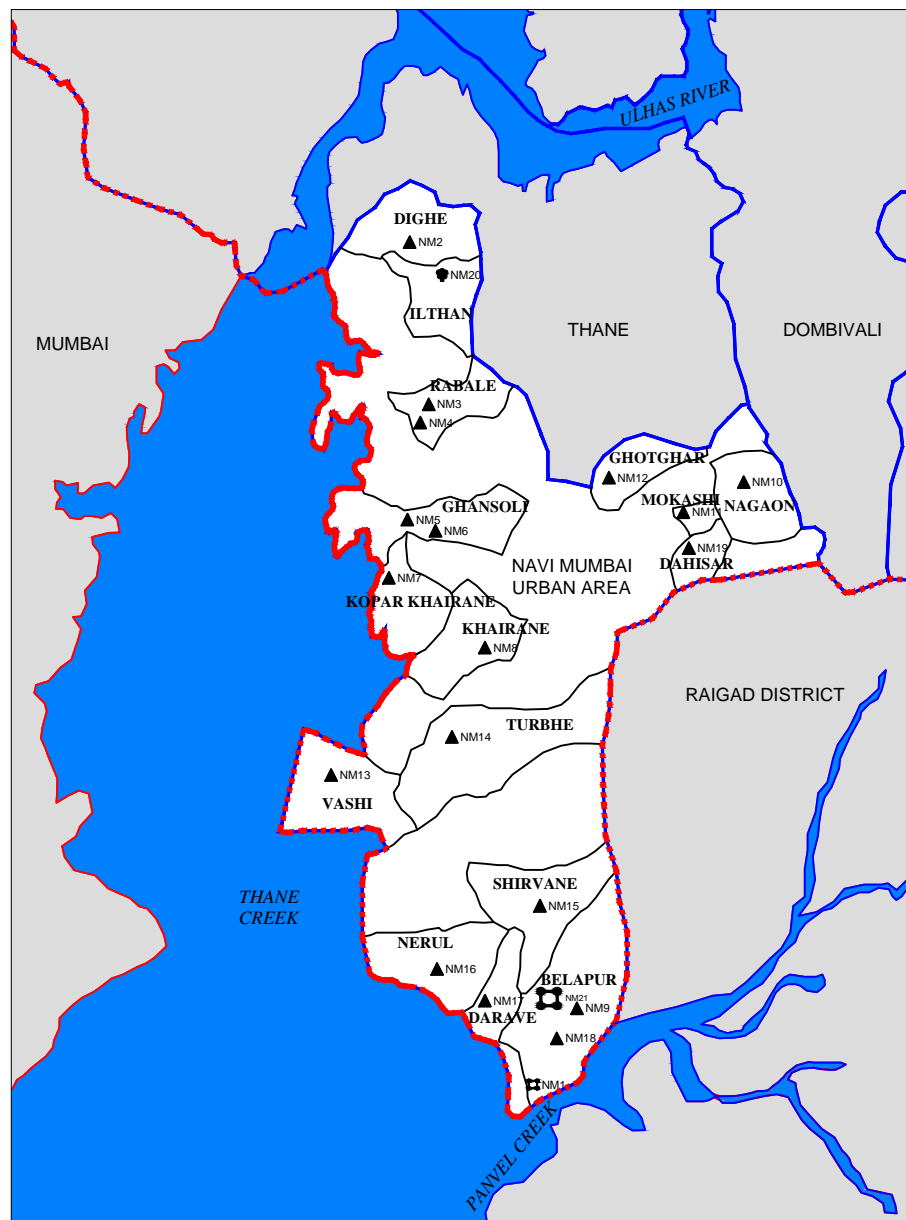 ULHAS RIVER
DIGHE
NM2
NM20
ILTHAN
MUMBAI
THANE
DOMBIVALI
RABALE
NM3
NM4
GHOTGHAR
NM12
NM10
MOKASHI
NAGAON
NM11
GHANSOLI
NM5
NM6
NM19
DAHISAR
NAVI MUMBAI
URBAN AREA
NM7
KOPAR KHAIRANE
KHAIRANE
NM8
RAIGAD DISTRICT
TURBHE
NM14
NM13
VASHI
SHIRVANE
THANE
CREEK
NM15
NERUL
NM16
BELAPUR
NM21
NM17
NM9
DARAVE
NM18
NM1
PANVEL CREEK